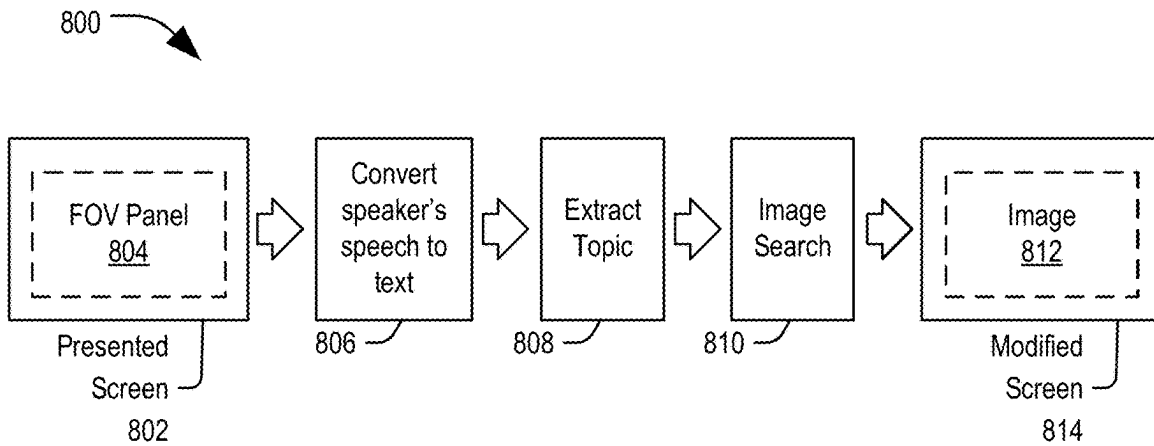 800
FOV Panel
804
Convert
speaker's
speech to
text
Extract
Topic
Image
Search
Image
812
Presented
Screen
802
806
808
810
Modified
Screen
814